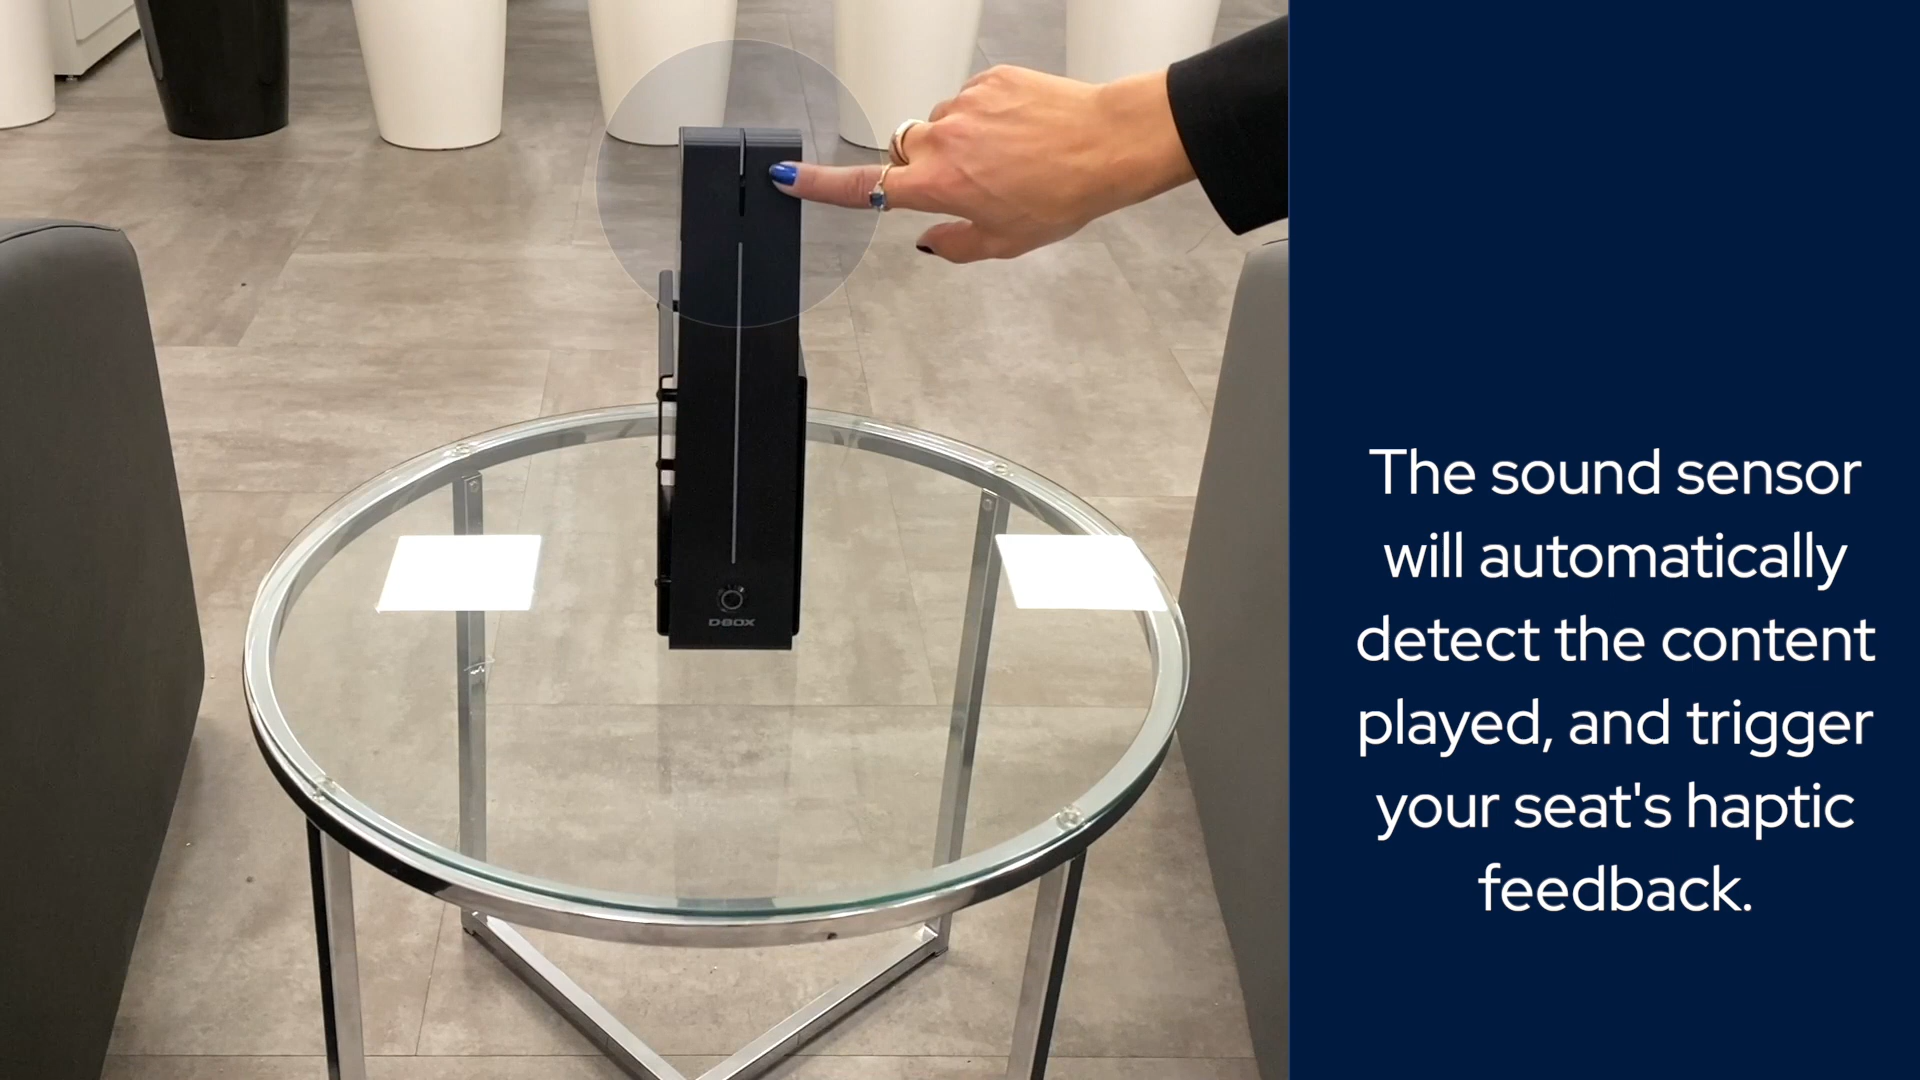 D-BOX
The sound sensor
will automatically
detect the content
played, and trigger
your seat's haptic
feedback.